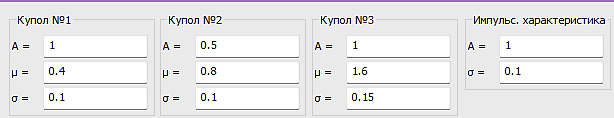 Купол №1 Купол №2 Купол №3 Импульс. характеристика
A = 1 A = 0.5 A = 1 A = 1
μ = 0.4 μ = 0.8 μ = 1.6 σ = 0.1
σ = 0.1 σ = 0.1 σ = 0.15